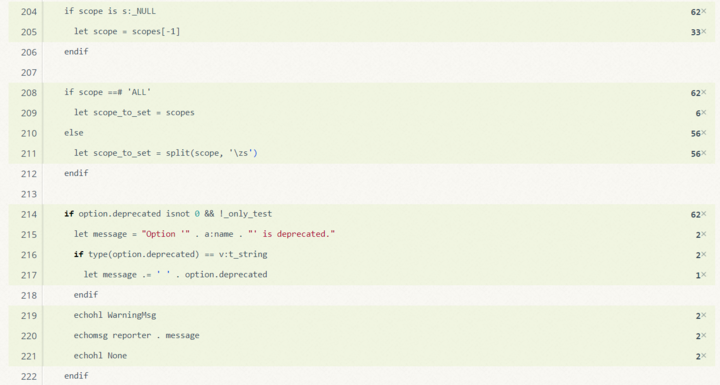 204 if scope is s:_NULL 62×
205 let scope = scopes[-1] 33×
206 endif
207
208 if scope ==# 'ALL' 62×
209 let scope_to_set = scopes 6×
210 else 56×
211 let scope_to_set = split(scope, '\zs') 56×
212 endif
213
214 if option.deprecated isnot 0 && !_only_test 62×
215 let message = "Option '" . a:name . "' is deprecated." 2×
216 if type(option.deprecated) == v:t_string 2×
217 let message .= ' ' . option.deprecated 1×
218 endif
219 echohl WarningMsg 2×
220 echomsg reporter . message 2×
221 echohl None 2×
222 endif